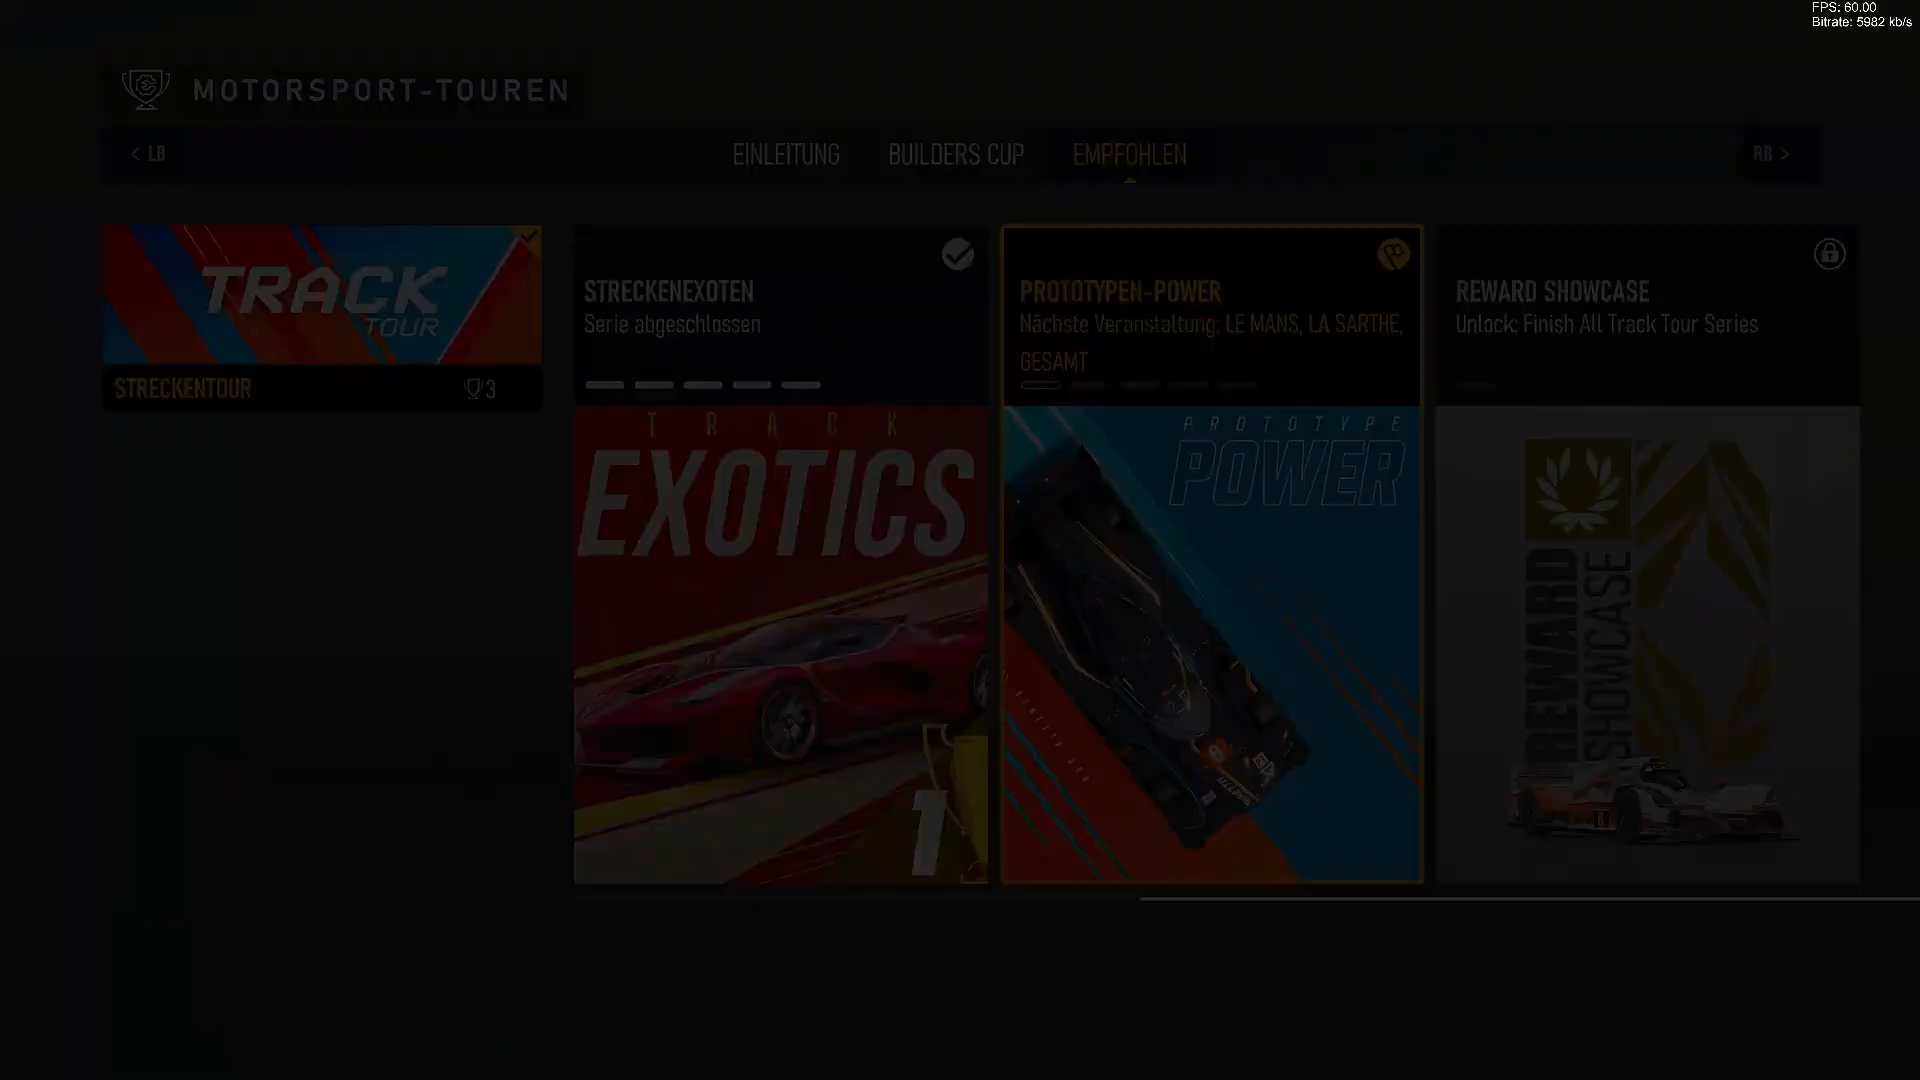 FPS: 60.00
Bitrate: 5982 kb/s
MOTORSPORT-TOUREN
< LB
EINLEITUNG
BUILDERS CUP
EMPFOHLEN
RB >
TRACK
TOUR
STRECKENTOUR
3
STRECKENEXOTEN
Serie abgeschlossen
TRACK
EXOTICS
1
PROTOTYPEN-POWER
Nächste Veranstaltung: LE MANS, LA SARTHE,
GESAMT
PROTOTYPE
POWER
REWARD SHOWCASE
Unlock: Finish All Track Tour Series
REWARD
SHOWCASE